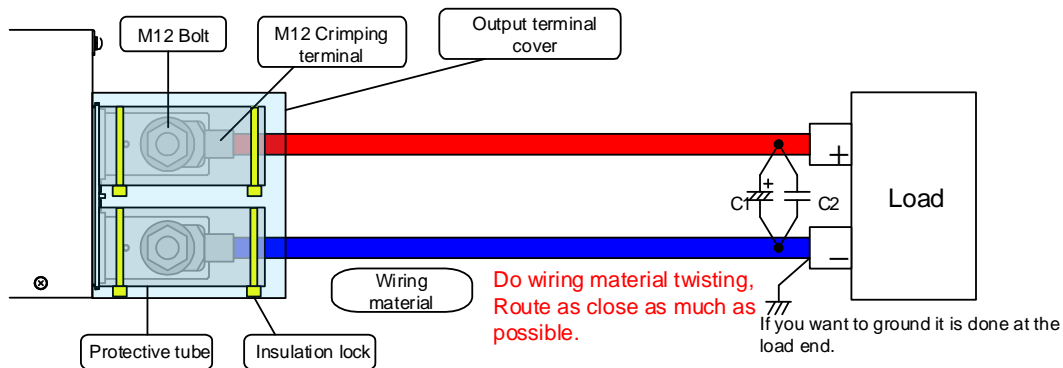 M12 Bolt
M12 Crimping
terminal
Output terminal
cover
+
C1
+
C2
Load
−
Wiring
material
Do wiring material twisting,
Route as close as much as
possible.
If you want to ground it is done at the
load end.
Protective tube
Insulation lock